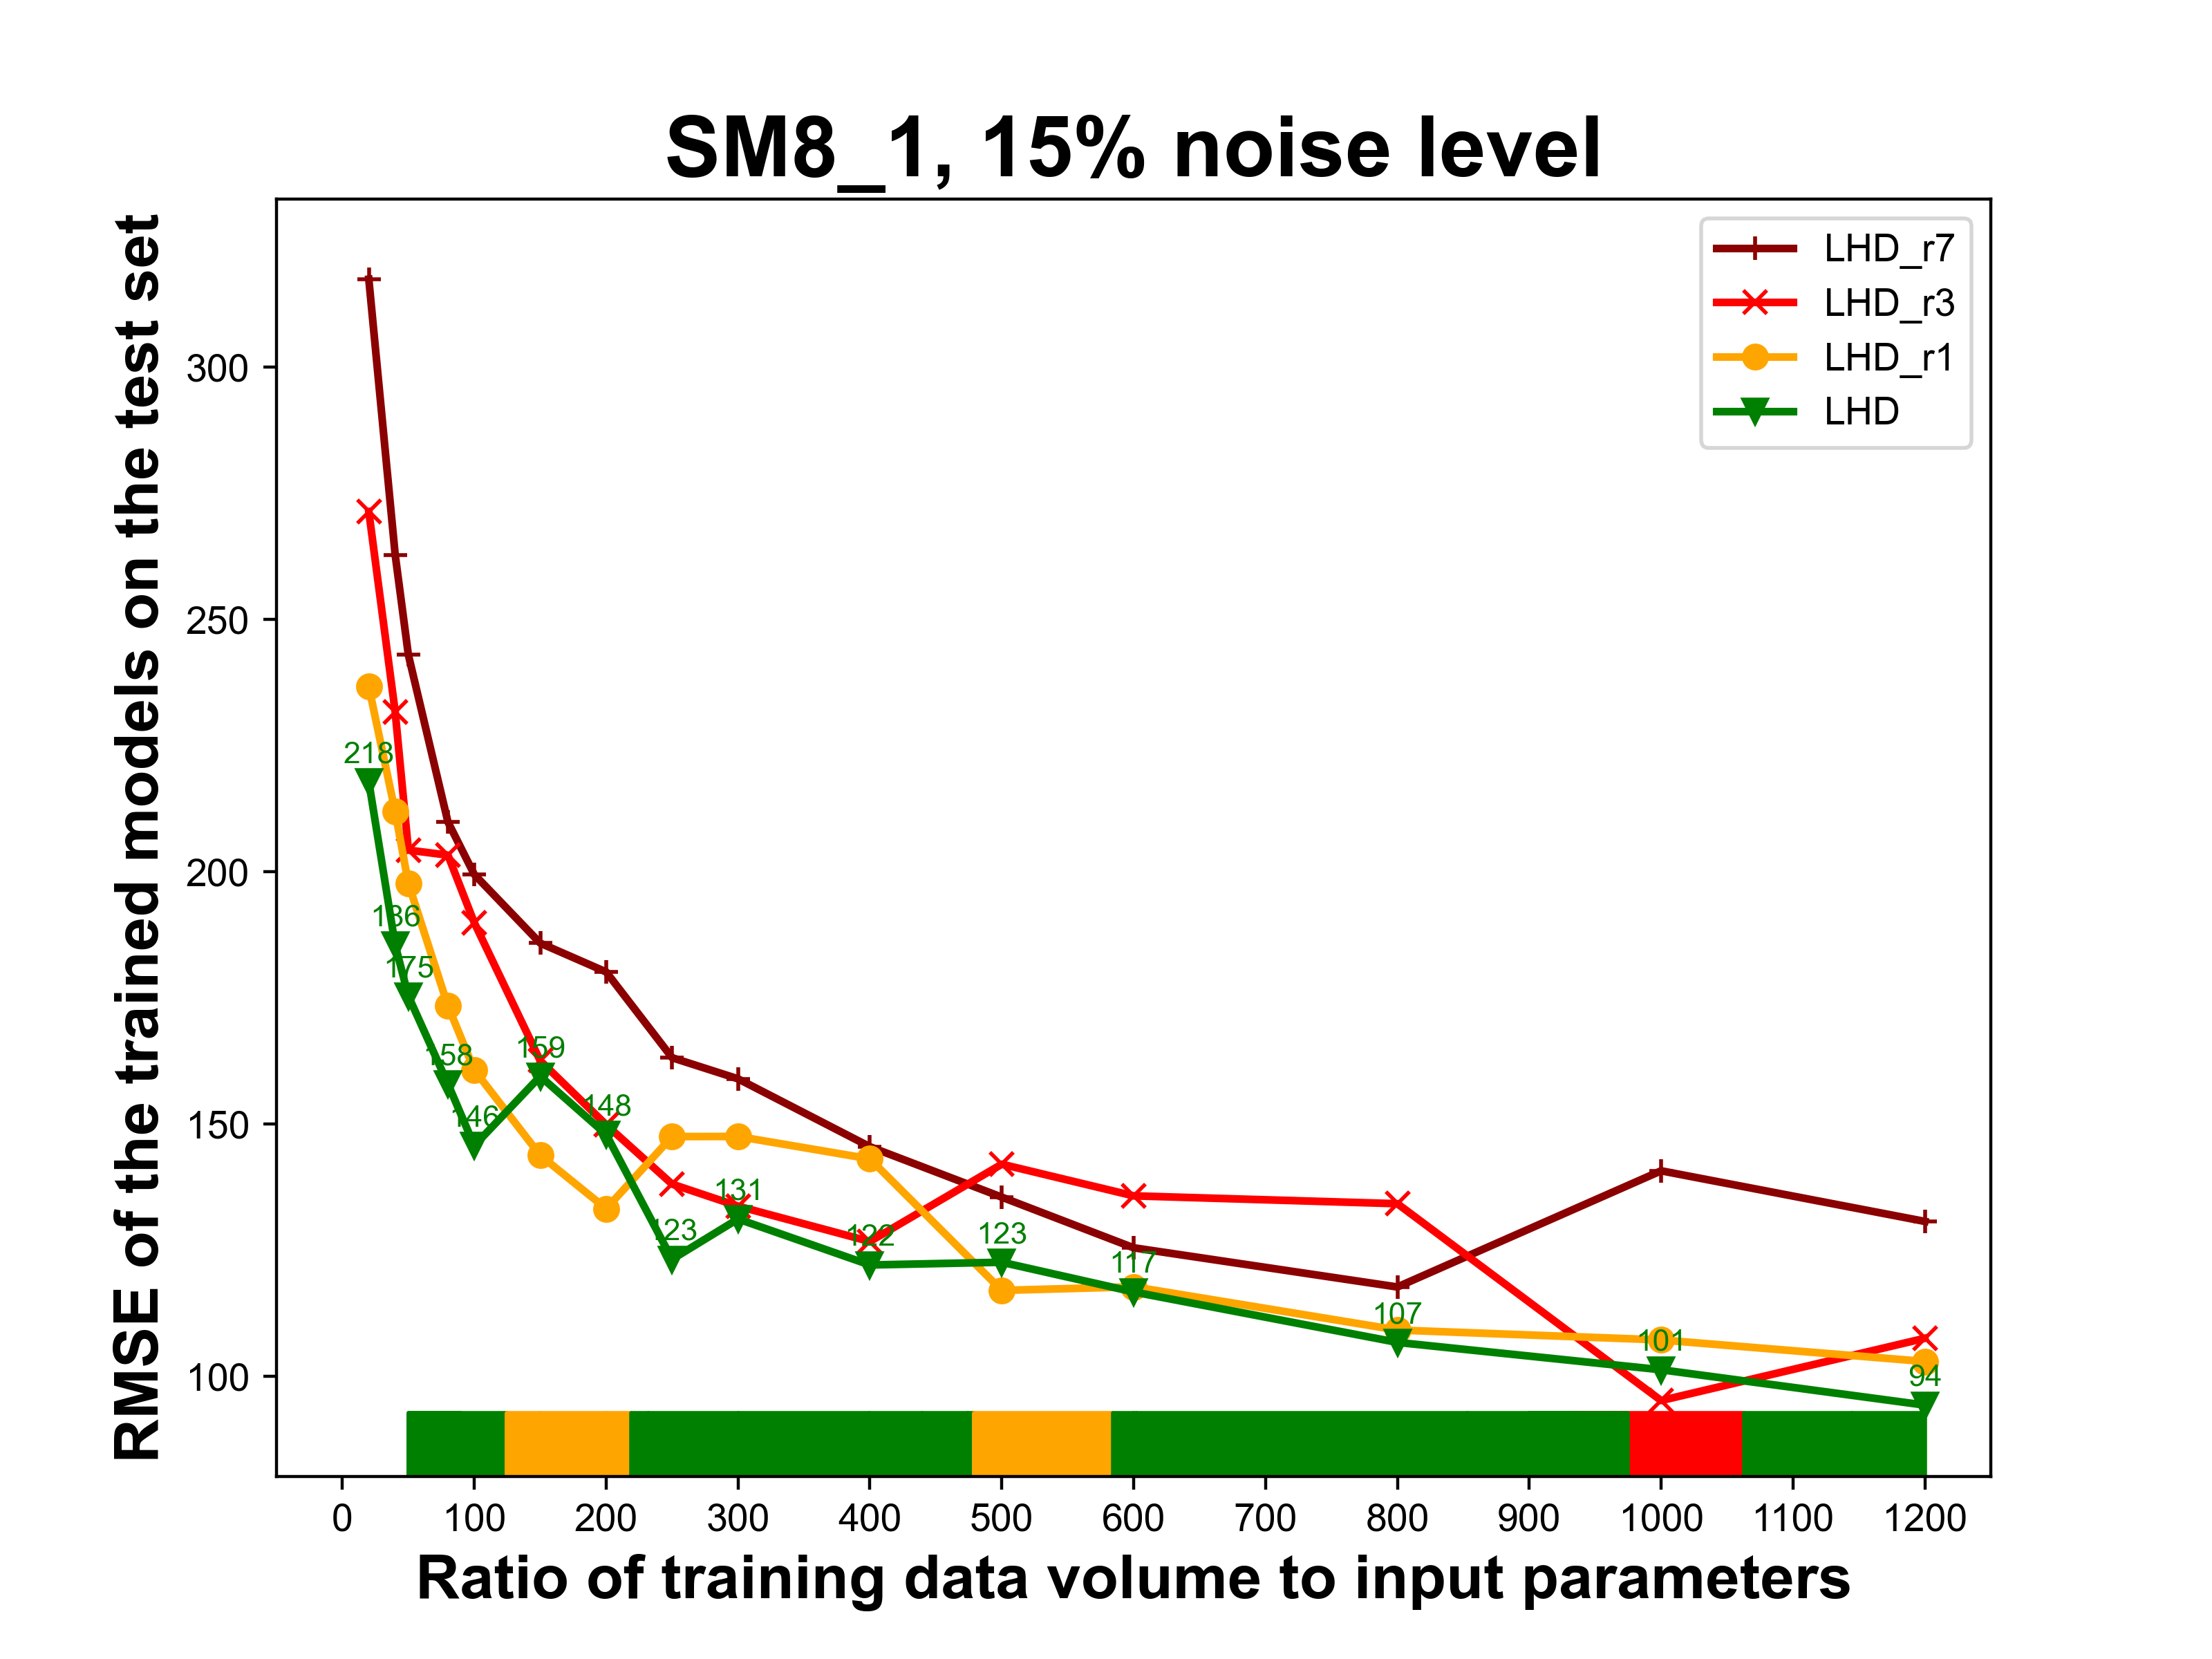 SM8_1, 15% noise level
RMSE of the trained models on the test set
300
250
200
150
100
LHD_r7
LHD_r3
LHD_r1
LHD
218
186
175
158
146
159
148
123
131
122
123
117
107
101
94
0 100 200 300 400 500 600 700 800 900 1000 1100 1200
Ratio of training data volume to input parameters